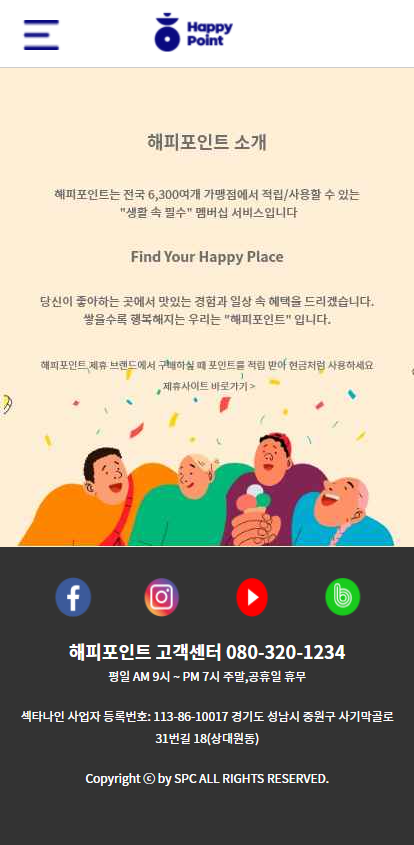 Happy
Point
해피포인트 소개
해피포인트는 전국 6,300여개 가맹점에서 적립/사용할 수 있는
"생활 속 필수" 멤버십 서비스입니다
Find Your Happy Place
당신이 좋아하는 곳에서 맛있는 경험과 일상 속 혜택을 드리겠습니다.
쌓을수록 행복해지는 우리는 "해피포인트" 입니다.
해피포인트 제휴 브랜드에서 구매하실 때 포인트를 적립 받아 현금처럼 사용하세요
제휴사이트 바로가기 >
해피포인트 고객센터 080-320-1234
평일 AM 9시 ~ PM 7시 주말,공휴일 휴무
섹타나인 사업자 등록번호: 113-86-10017 경기도 성남시 중원구 사기막골로
31번길 18(상대원동)
Copyright ⓒ by SPC ALL RIGHTS RESERVED.